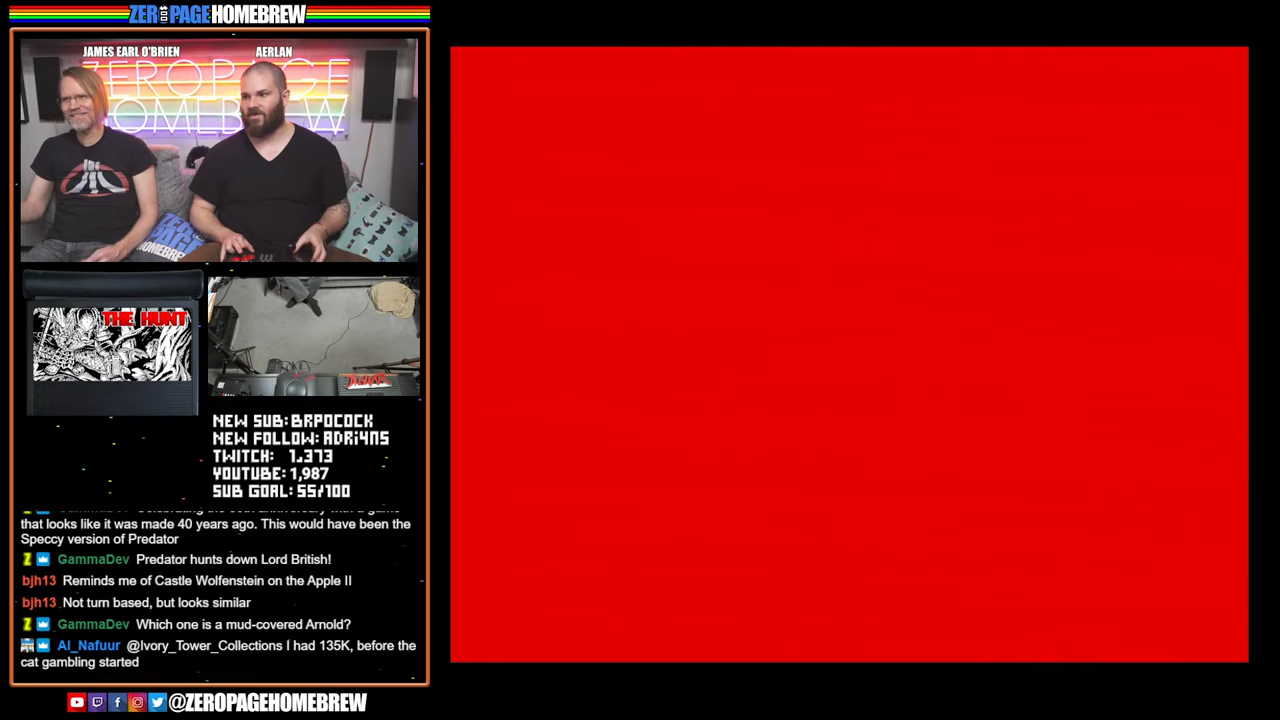 ZEROPAGE HOMEBREW
JAMES EARL O'BRIEN
AERLAN
ZEROPAGE
HOMEBREW
THE HUNT
JAGUAR
NEW SUB: BRPOCOCK
NEW FOLLOW: ADRI4NS
TWITCH: 1,373
YOUTUBE: 1,987
SUB GOAL: 55/100
that looks like it was made 40 years ago. This would have been the
Speccy version of Predator
GammaDev Predator hunts down Lord British!
bjh13 Reminds me of Castle Wolfenstein on the Apple II
bjh13 Not turn based, but looks similar
GammaDev Which one is a mud-covered Arnold?
Al_Nafuur @Ivory_Tower_Collections I had 135K, before the
cat gambling started
@ZEROPAGEHOMEBREW